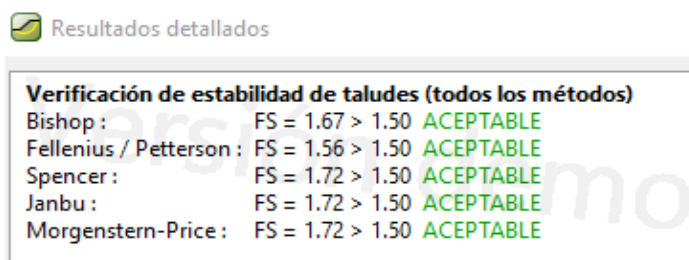 Resultados detallados
Verificación de estabilidad de taludes (todos los métodos)
Bishop : FS = 1.67 > 1.50 ACEPTABLE
Fellenius / Petterson : FS = 1.56 > 1.50 ACEPTABLE
Spencer : FS = 1.72 > 1.50 ACEPTABLE
Janbu : FS = 1.72 > 1.50 ACEPTABLE
Morgenstern-Price : FS = 1.72 > 1.50 ACEPTABLE
Versión demo